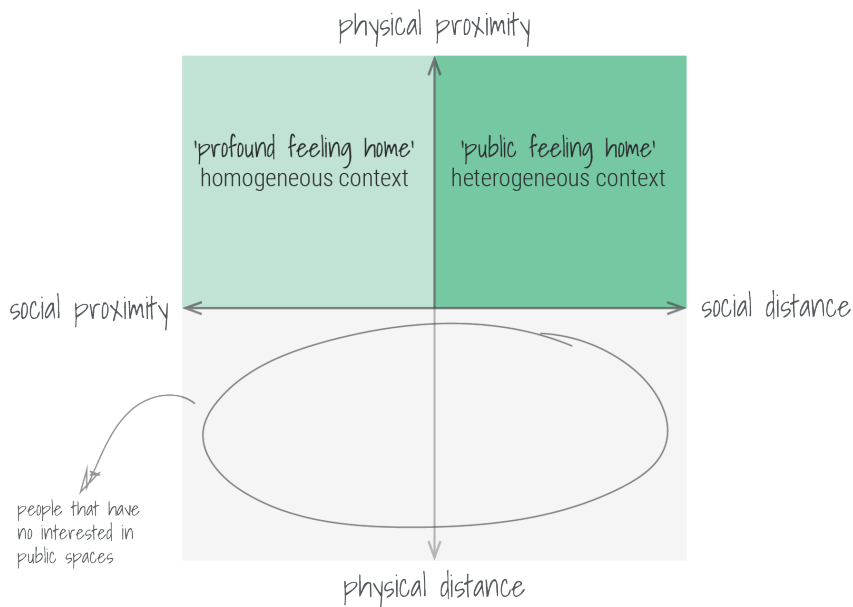 physical proximity
'profound feeling home'
homogeneous context
'public feeling home'
heterogeneous context
social proximity
social distance
people that have
no interested in
public spaces
physical distance